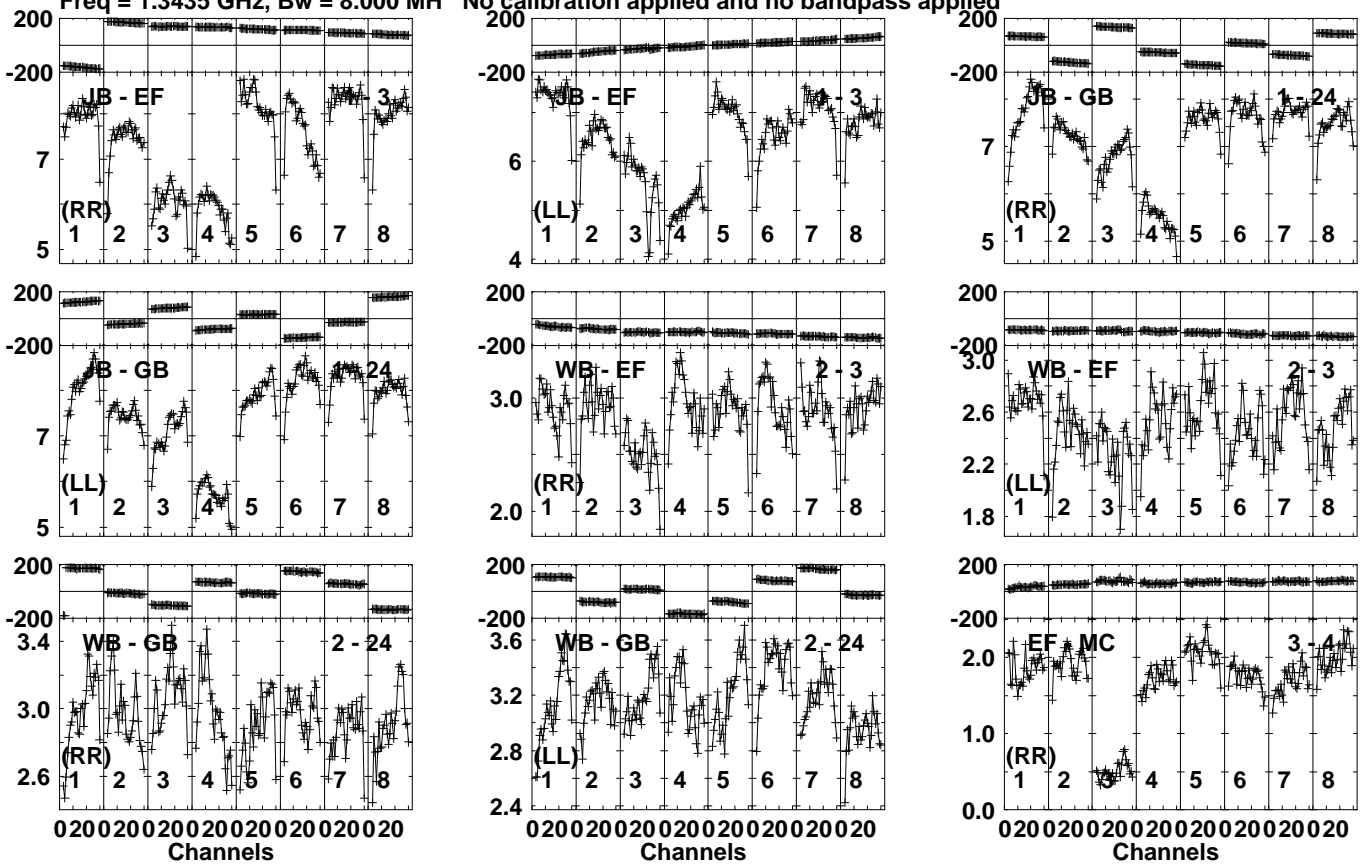 Freq = 1.3435 GHz, Bw = 8.000 MH No calibration applied and no bandpass applied
200
-200
JB - EF - 3
7
5
(RR)
1 2 3 4 5 6 7 8
JB - EF 1 - 3
6
4
(LL)
1 2 3 4 5 6 7 8
200
-200
JB - GB 1 - 24
7
5
(RR)
1 2 3 4 5 6 7 8
200
-200
JB - GB 1 - 24
7
5
(LL)
1 2 3 4 5 6 7 8
200
-200
WB - EF 2 - 3
3.0
2.0
(RR)
1 2 3 4 5 6 7 8
200
-200
WB - EF 2 - 3
3.0
2.6
2.2
1.8
(LL)
1 2 3 4 5 6 7 8
200
-200
WB - GB 2 - 24
3.4
3.0
2.6
(RR)
1 2 3 4 5 6 7 8
0 20 0 20 0 20 0 20 0 20 0 20 0 20 0 20
Channels
WB - GB 2 - 24
3.6
3.2
2.8
2.4
(LL)
1 2 3 4 5 6 7 8
0 20 0 20 0 20 0 20 0 20 0 20 0 20 0 20
Channels
200
-200
EF - MC 3 - 4
2.0
1.0
0.0
(RR)
1 2 3 4 5 6 7 8
0 20 0 20 0 20 0 20 0 20 0 20 0 20 0 20
Channels